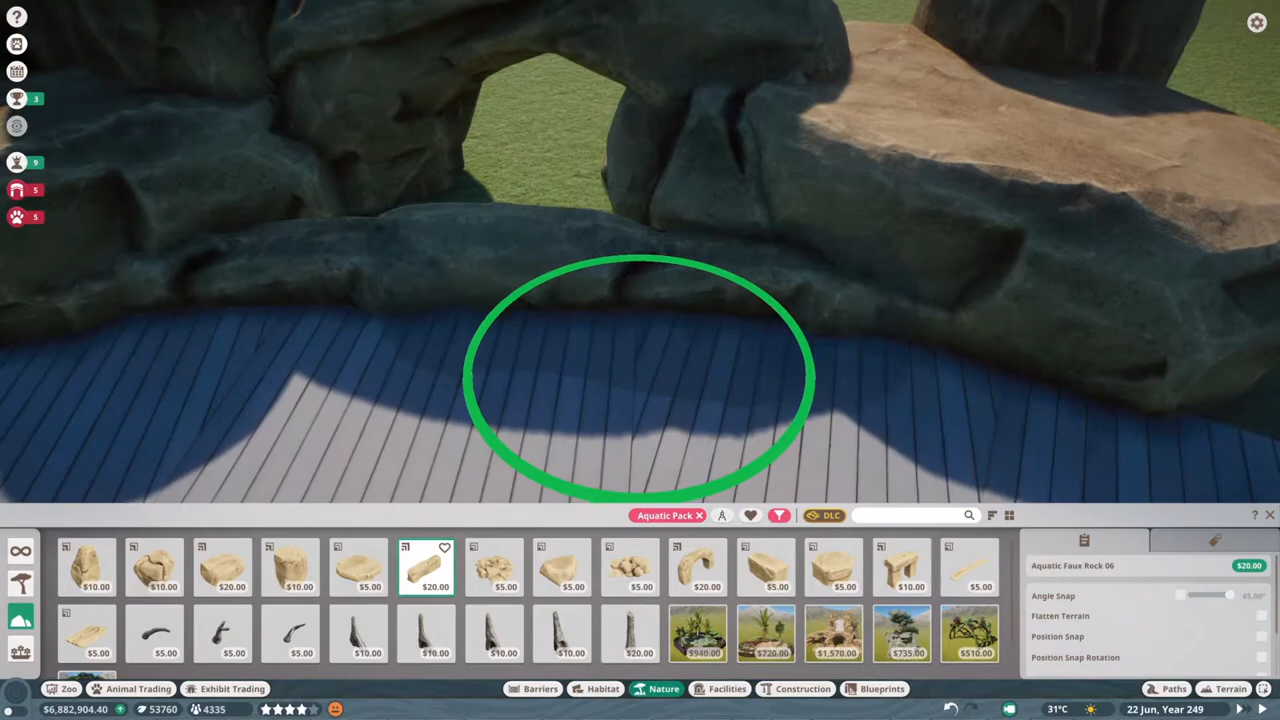 ?
3
9
5
5
Aquatic Pack ×
DLC
? ×
$10.00 $10.00 $20.00 $10.00 $5.00 $20.00 $5.00 $5.00 $5.00 $20.00 $5.00 $5.00 $10.00 $5.00
$5.00 $5.00 $5.00 $5.00 $10.00 $10.00 $10.00 $10.00 $20.00 $940.00 $720.00 $1,570.00 $735.00 $510.00
Aquatic Faux Rock 06 $20.00
Angle Snap 45.00°
Flatten Terrain
Position Snap
Position Snap Rotation
Zoo Animal Trading Exhibit Trading Barriers Habitat Nature Facilities Construction Blueprints Paths Terrain
$6,882,904.40 53760 4335 31°C 22 Jun, Year 249